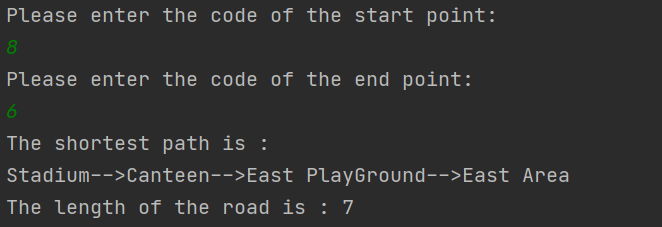 Please enter the code of the start point:
8
Please enter the code of the end point:
6
The shortest path is :
Stadium-->Canteen-->East PlayGround-->East Area
The length of the road is : 7